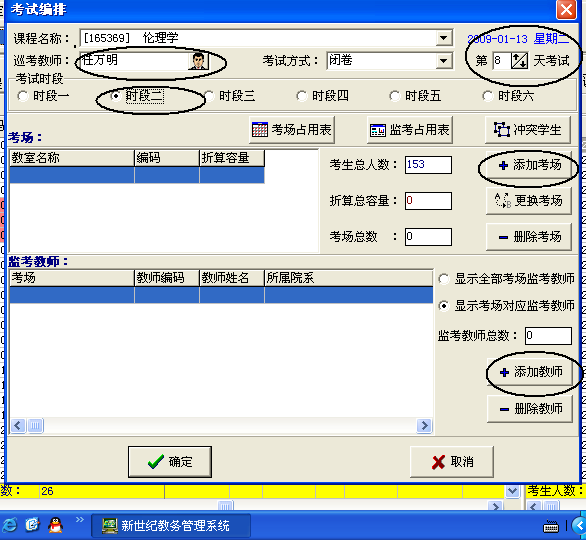 考试编排
课程名称： [165369] 伦理学 2009-01-13 星期二
巡考教师： 任万明 考试方式： 闭卷 第 8 天考试
考试时段
时段一 时段二 时段三 时段四 时段五 时段六
考场占用表 监考占用表 冲突学生
考场：
教室名称 编码 折算容量
考生总人数： 153 添加考场
折算总容量： 0 更换考场
考场总数 ： 0 删除考场
监考教师：
考场 教师编码 教师姓名 所属院系
显示全部考场监考教师
显示考场对应监考教师
监考教师总数： 0
添加教师
删除教师
确定 取消
数： 26 考生人数：
新世纪教务管理系统